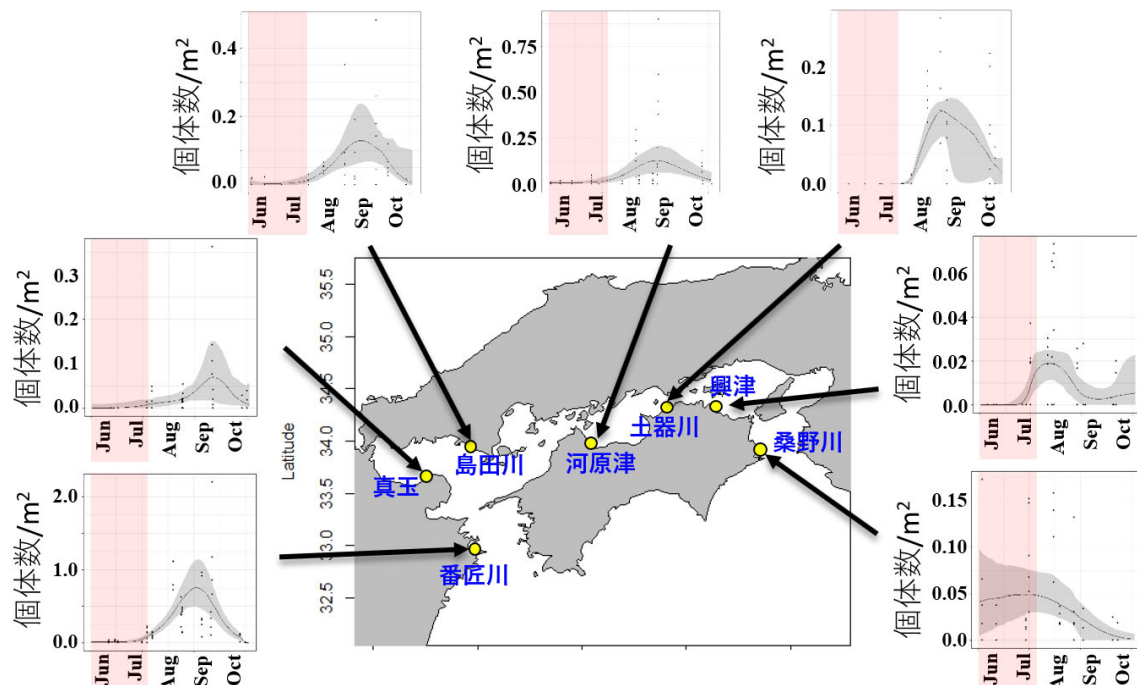 個体数/m²
0.4
0.2
0.0
Jun
Jul
Aug
Sep
Oct
個体数/m²
0.75
0.50
0.25
0.0
Jun
Jul
Aug
Sep
Oct
個体数/m²
0.2
0.1
0.0
Jun
Jul
Aug
Sep
Oct
個体数/m²
0.3
0.2
0.1
0.0
Jun
Jul
Aug
Sep
Oct
Latitude
35.5
35.0
34.5
34.0
33.5
33.0
32.5
興津
土器川
桑野川
島田川
河原津
真玉
番匠川
個体数/m²
0.06
0.04
0.02
0.00
Jun
Jul
Aug
Sep
Oct
個体数/m²
2.0
1.0
0.0
Jun
Jul
Aug
Sep
Oct
個体数/m²
0.15
0.10
0.05
0.00
Jun
Jul
Aug
Sep
Oct